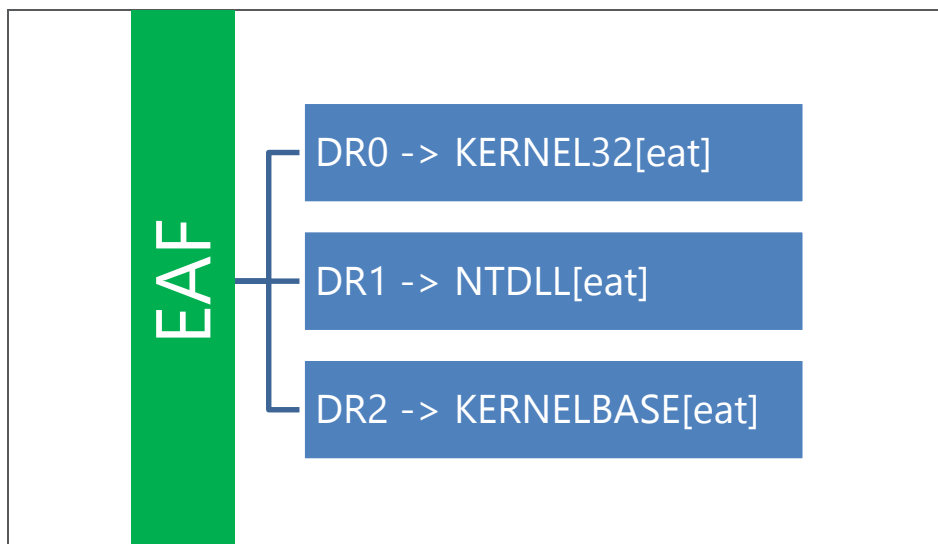 EAF
DR0 -> KERNEL32[eat]
DR1 -> NTDLL[eat]
DR2 -> KERNELBASE[eat]